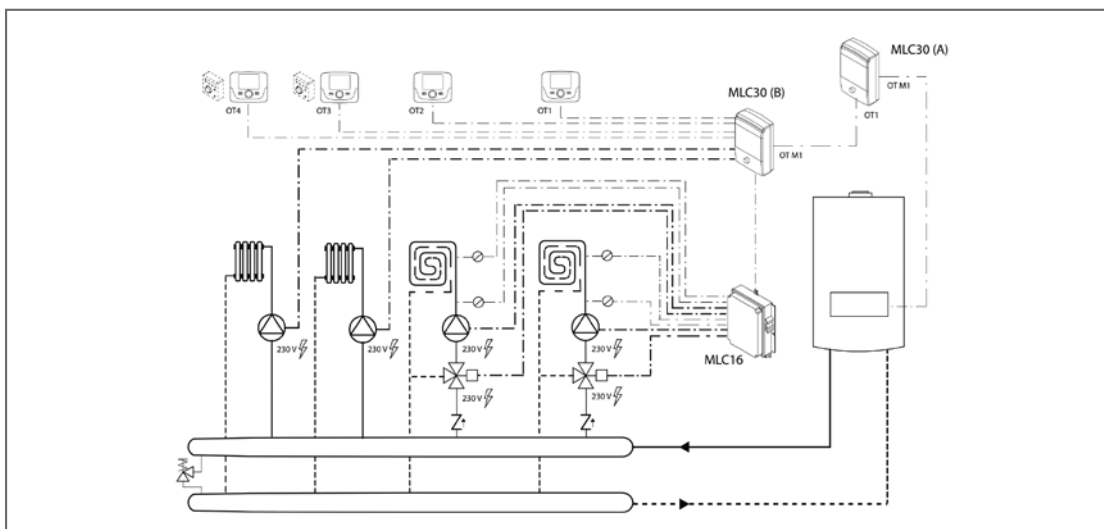 MLC30 (A)
OT M1
OT1
MLC30 (B)
OT M1
OT4
OT3
OT2
OT1
230 V
230 V
230 V
230 V
230 V
230 V
MLC16